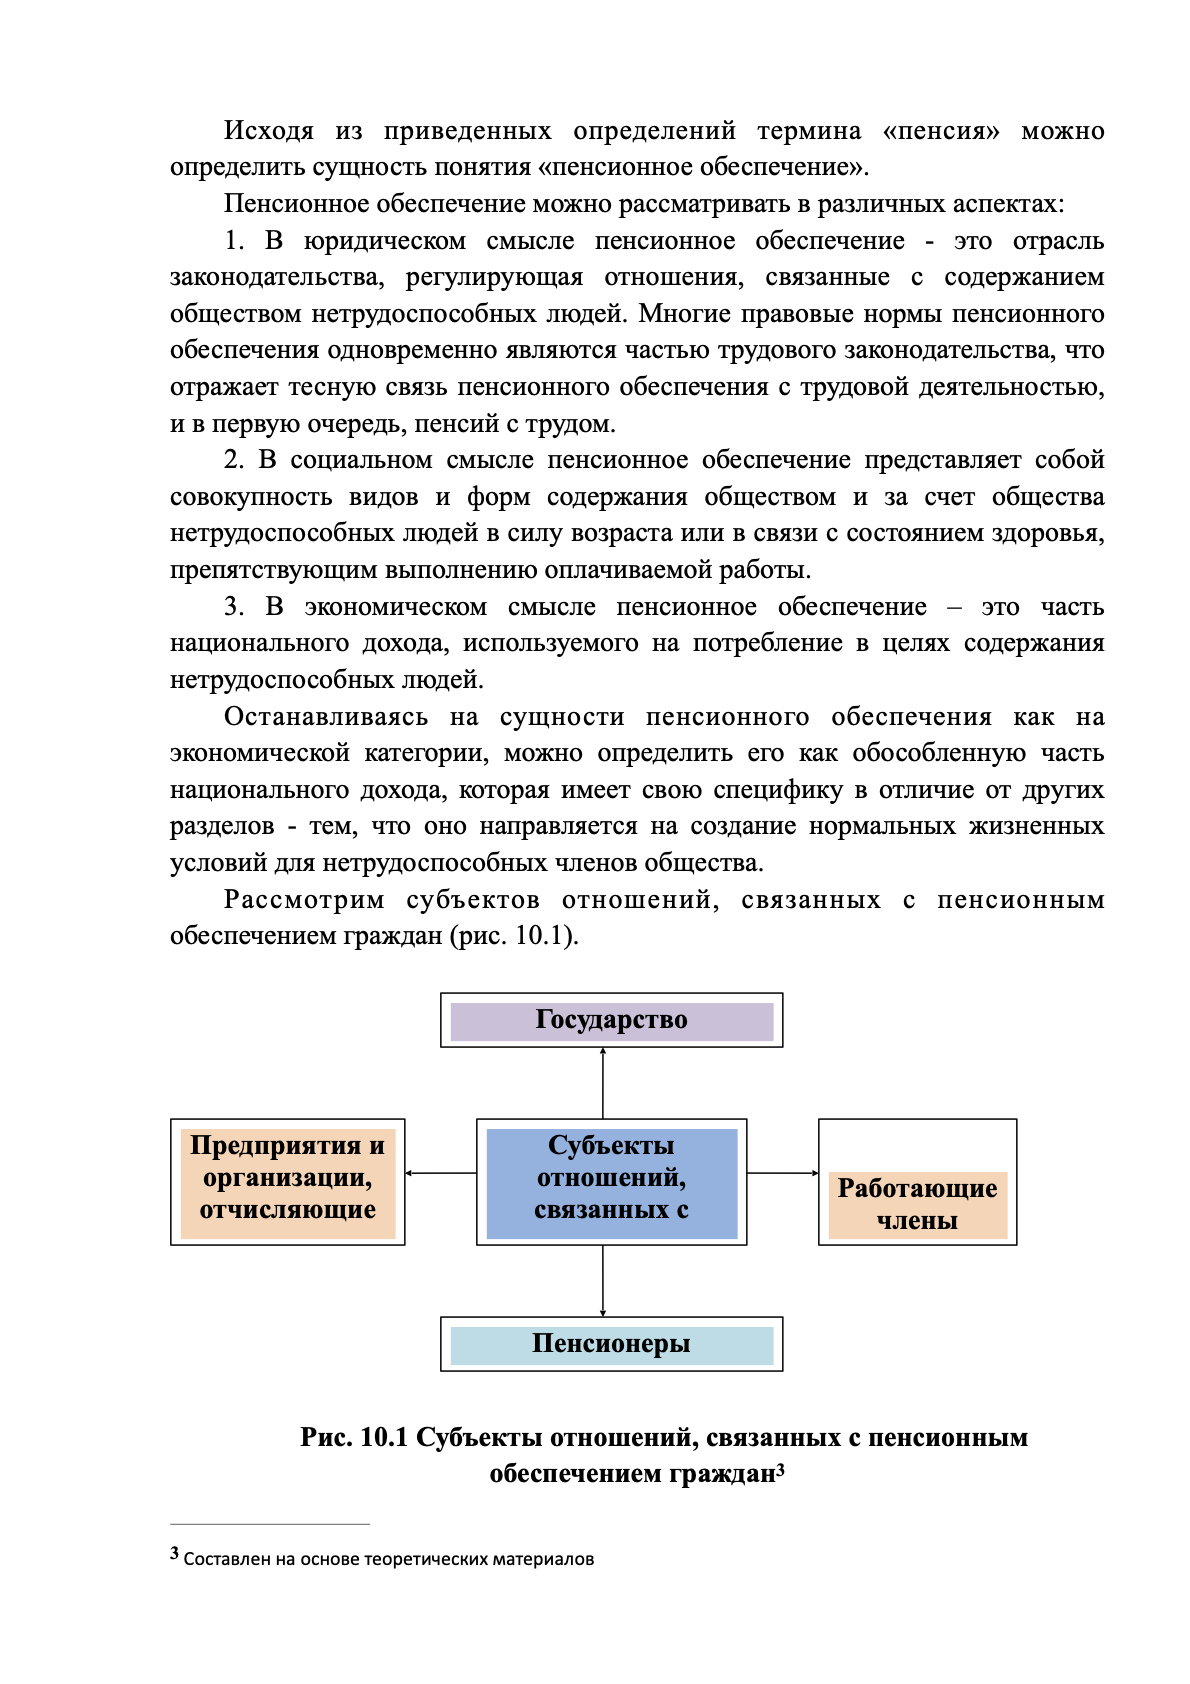 Исходя из приведенных определений термина «пенсия» можно
определить сущность понятия «пенсионное обеспечение».
Пенсионное обеспечение можно рассматривать в различных аспектах:
1. В юридическом смысле пенсионное обеспечение - это отрасль
законодательства, регулирующая отношения, связанные с содержанием
обществом нетрудоспособных людей. Многие правовые нормы пенсионного
обеспечения одновременно являются частью трудового законодательства, что
отражает тесную связь пенсионного обеспечения с трудовой деятельностью,
и в первую очередь, пенсий с трудом.
2. В социальном смысле пенсионное обеспечение представляет собой
совокупность видов и форм содержания обществом и за счет общества
нетрудоспособных людей в силу возраста или в связи с состоянием здоровья,
препятствующим выполнению оплачиваемой работы.
3. В экономическом смысле пенсионное обеспечение – это часть
национального дохода, используемого на потребление в целях содержания
нетрудоспособных людей.
Останавливаясь на сущности пенсионного обеспечения как на
экономической категории, можно определить его как обособленную часть
национального дохода, которая имеет свою специфику в отличие от других
разделов - тем, что оно направляется на создание нормальных жизненных
условий для нетрудоспособных членов общества.
Рассмотрим субъектов отношений, связанных с пенсионным
обеспечением граждан (рис. 10.1).
Государство
Предприятия и
организации,
отчисляющие
Субъекты
отношений,
связанных с
Работающие
члены
Пенсионеры
Рис. 10.1 Субъекты отношений, связанных с пенсионным
обеспечением граждан³
³ Составлен на основе теоретических материалов